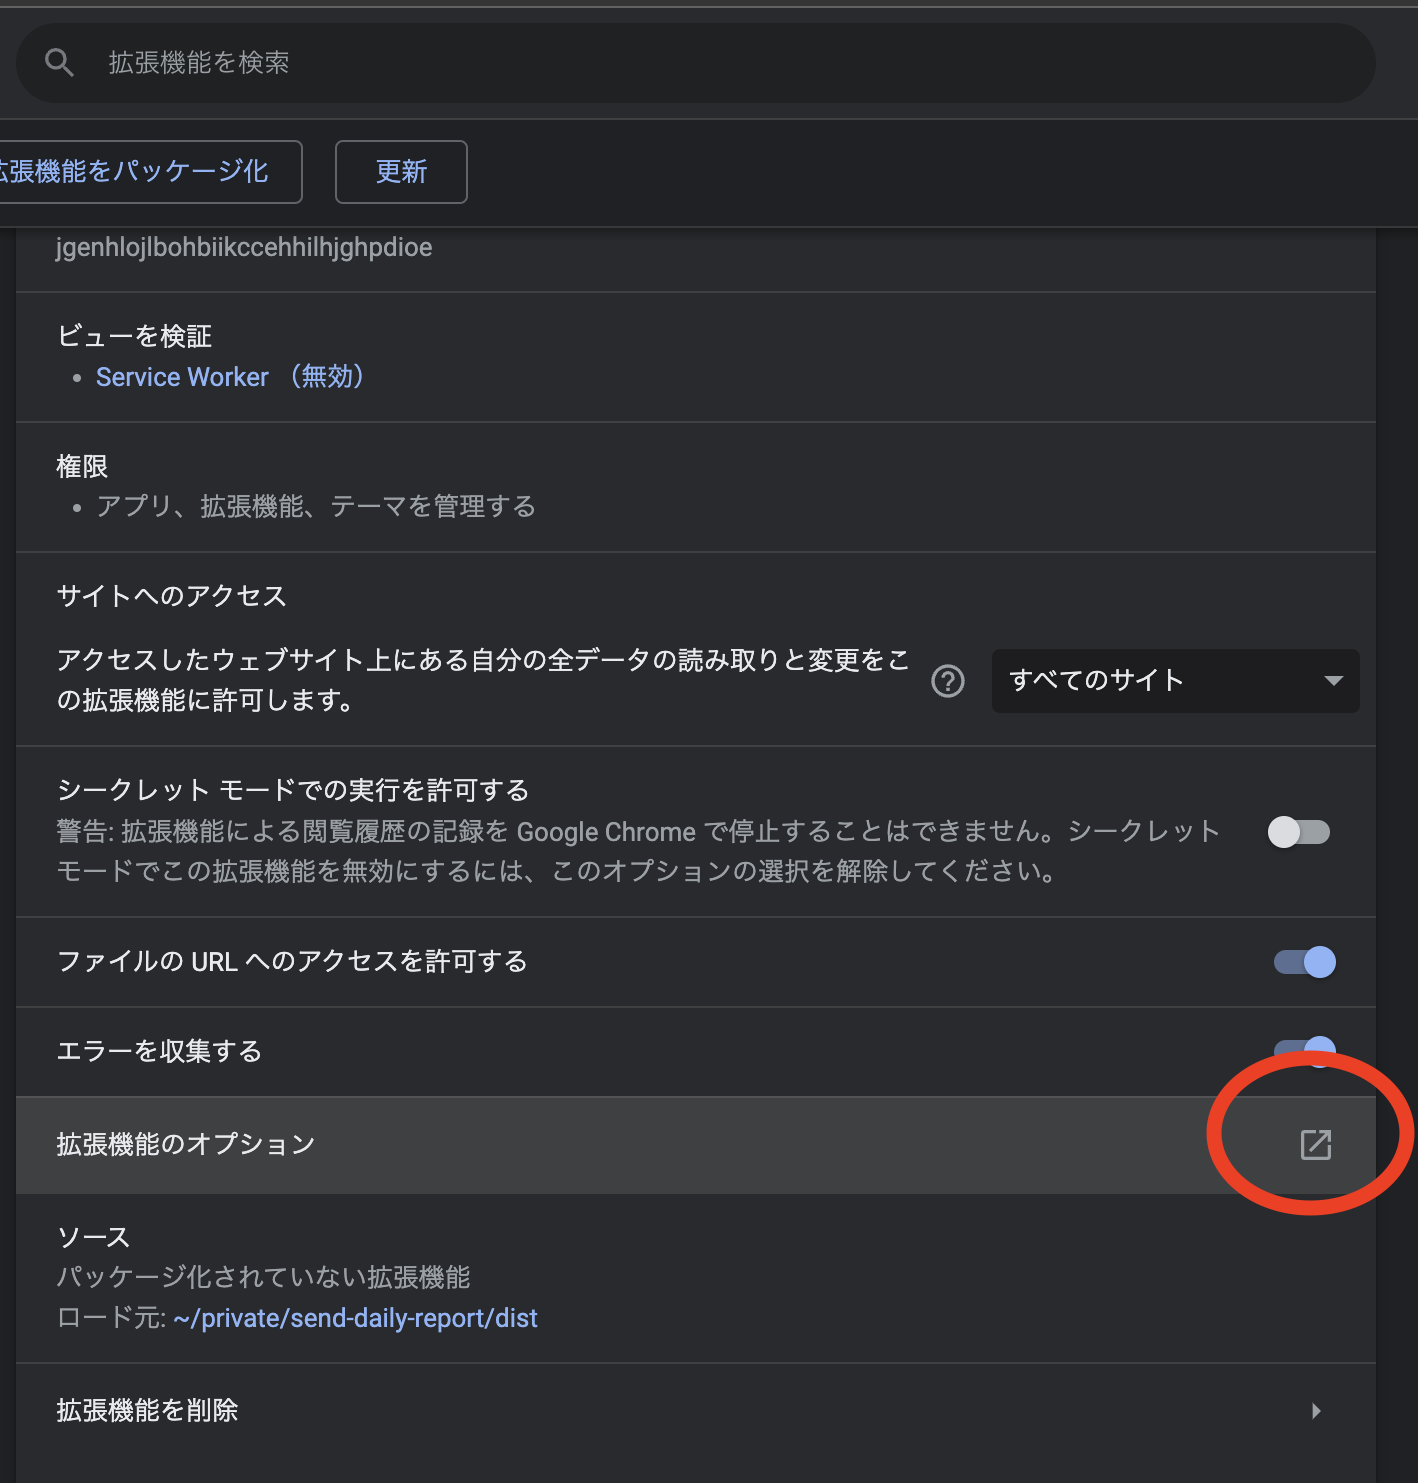 拡張機能を検索
張機能をパッケージ化
更新
jgenhlojlbohbiikccehhilhjghpdioe
ビューを検証
Service Worker （無効）
権限
アプリ、拡張機能、テーマを管理する
サイトへのアクセス
アクセスしたウェブサイト上にある自分の全データの読み取りと変更をこ
の拡張機能に許可します。
すべてのサイト
シークレット モードでの実行を許可する
警告: 拡張機能による閲覧履歴の記録を Google Chrome で停止することはできません。シークレット
モードでこの拡張機能を無効にするには、このオプションの選択を解除してください。
ファイルの URL へのアクセスを許可する
エラーを収集する
拡張機能のオプション
ソース
パッケージ化されていない拡張機能
ロード元: ~/private/send-daily-report/dist
拡張機能を削除